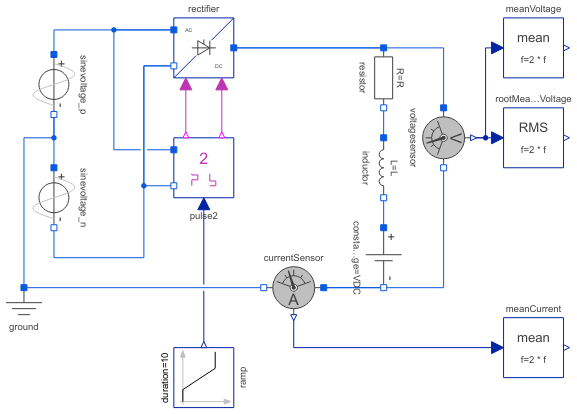 rectifier
meanVoltage
AC
DC
mean
f=2 * f
sinevoltage_p
+
-
resistor
R=R
voltagesensor
V
rootMea...Voltage
RMS
f=2 * f
2
pulse2
inductor
L=L
sinevoltage_n
+
-
consta...ge=VDC
+
-
currentSensor
A
ground
meanCurrent
mean
f=2 * f
duration=10
ramp